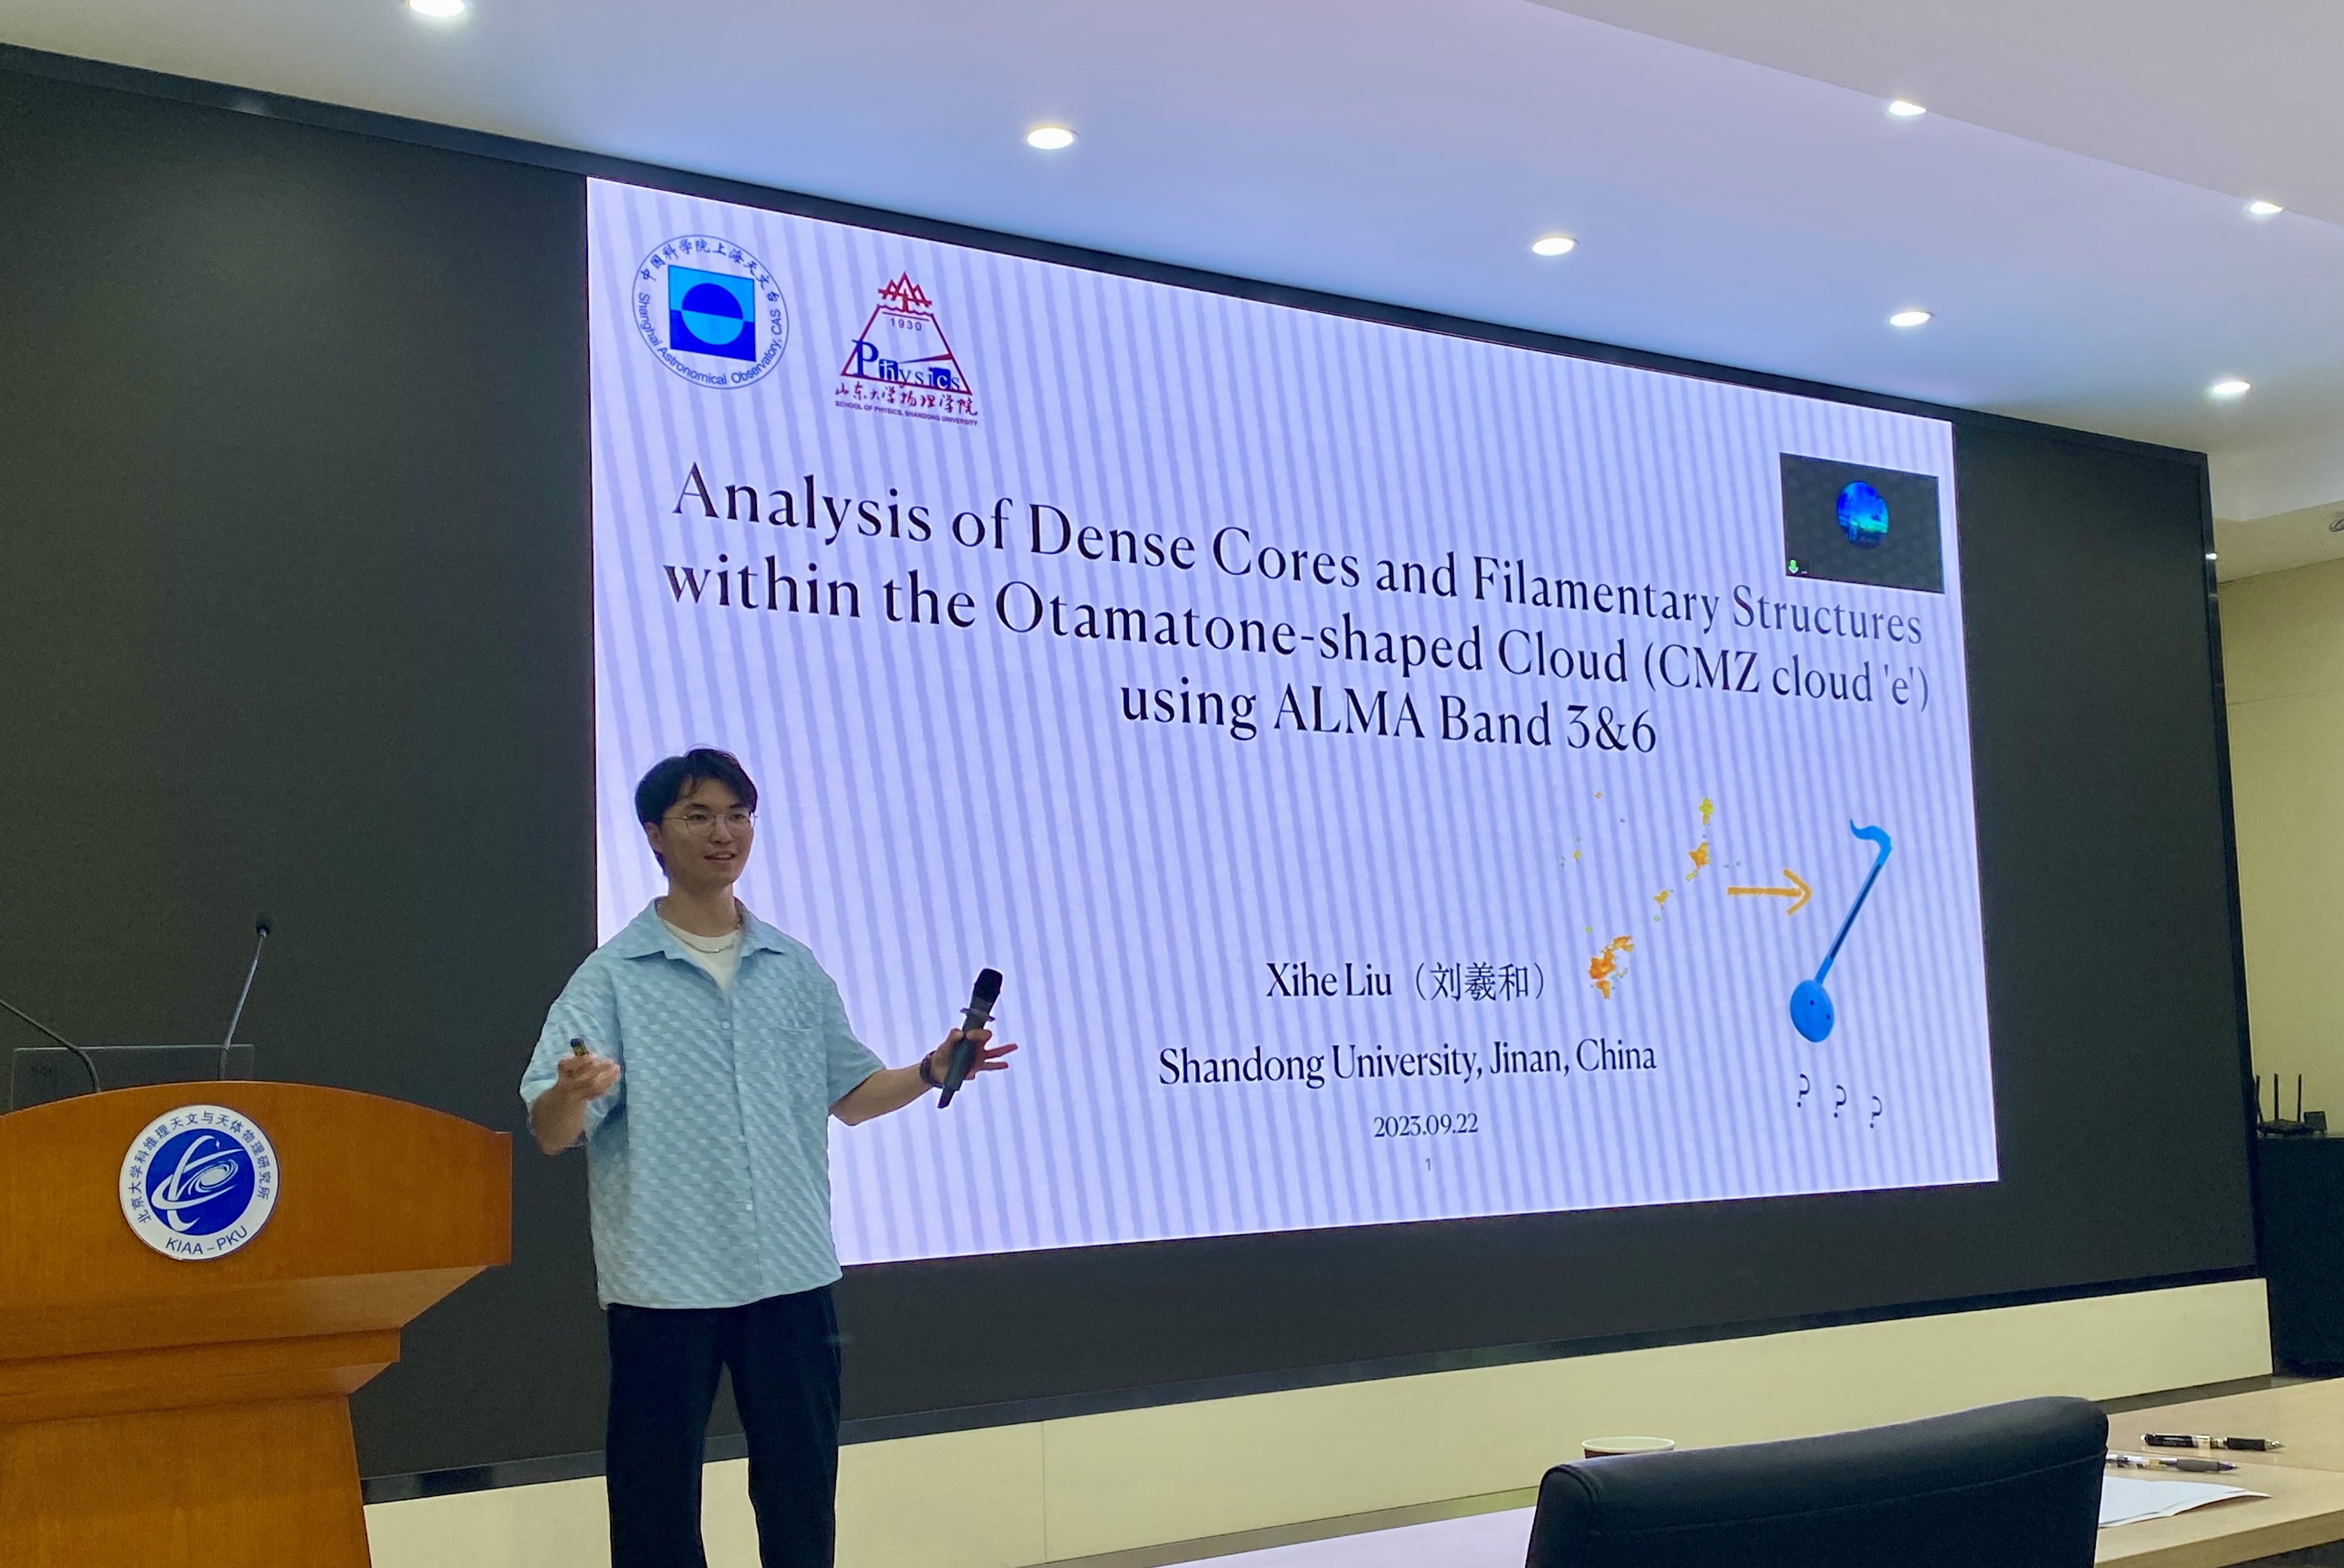 中国科学院上海天文台
Shanghai Astronomical Observatory, CAS
1930
Physics
山东大学物理学院
SCHOOL OF PHYSICS, SHANDONG UNIVERSITY
Analysis of Dense Cores and Filamentary Structures
within the Otamatone-shaped Cloud (CMZ cloud 'e')
using ALMA Band 3&6
Xihe Liu（刘羲和）
Shandong University, Jinan, China
? ? ?
2023.09.22
1
北京大学科维理天文与天体物理研究所
KIAA-PKU